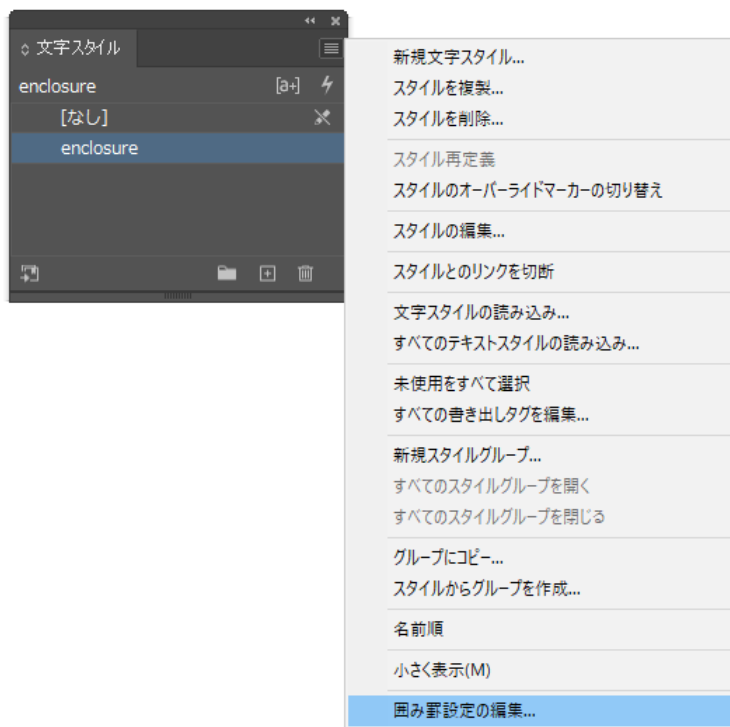 文字スタイル
enclosure
[a+]
[なし]
enclosure
新規文字スタイル...
スタイルを複製...
スタイルを削除...
スタイル再定義
スタイルのオーバーライドマーカーの切り替え
スタイルの編集...
スタイルとのリンクを切断
文字スタイルの読み込み...
すべてのテキストスタイルの読み込み...
未使用をすべて選択
すべての書き出しタグを編集...
新規スタイルグループ...
すべてのスタイルグループを開く
すべてのスタイルグループを閉じる
グループにコピー...
スタイルからグループを作成...
名前順
小さく表示(M)
囲み罫設定の編集...